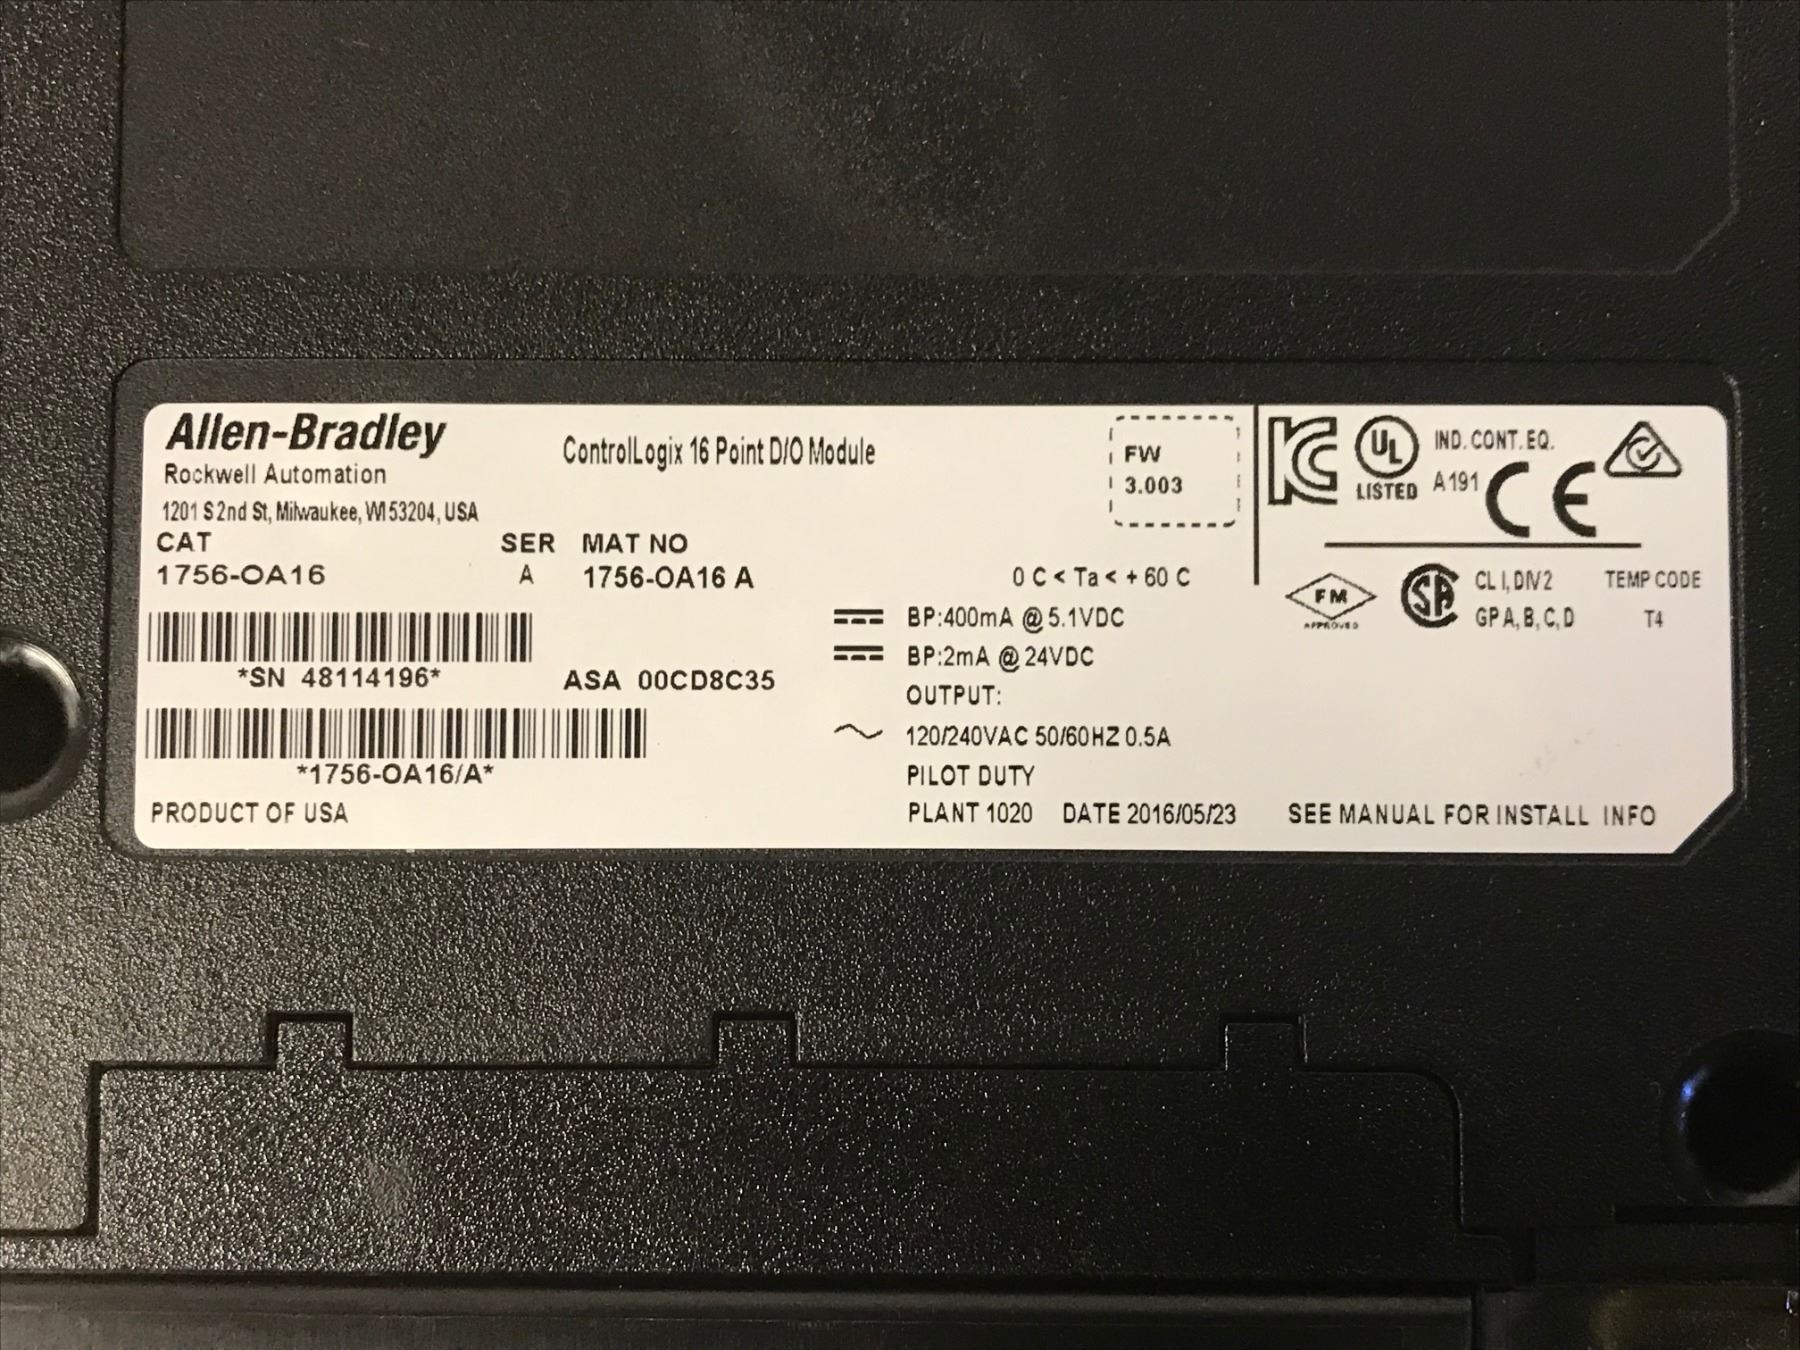 Allen-Bradley
Rockwell Automation
1201 S 2nd St, Milwaukee, WI 53204, USA
ControlLogix 16 Point D/O Module
FW
3.003
CAT
1756-OA16
SER
A
MAT NO
1756-OA16 A
*SN 48114196*
ASA 00CD8C35
*1756-OA16/A*
PRODUCT OF USA
0 C < Ta < + 60 C
BP:400mA @ 5.1VDC
BP:2mA @ 24VDC
OUTPUT:
120/240VAC 50/60HZ 0.5A
PILOT DUTY
PLANT 1020 DATE 2016/05/23
UL
LISTED
IND. CONT. EQ.
A191
CE
FM
APPROVED
CL I, DIV 2
GP A, B, C, D
TEMP CODE
T4
SEE MANUAL FOR INSTALL INFO